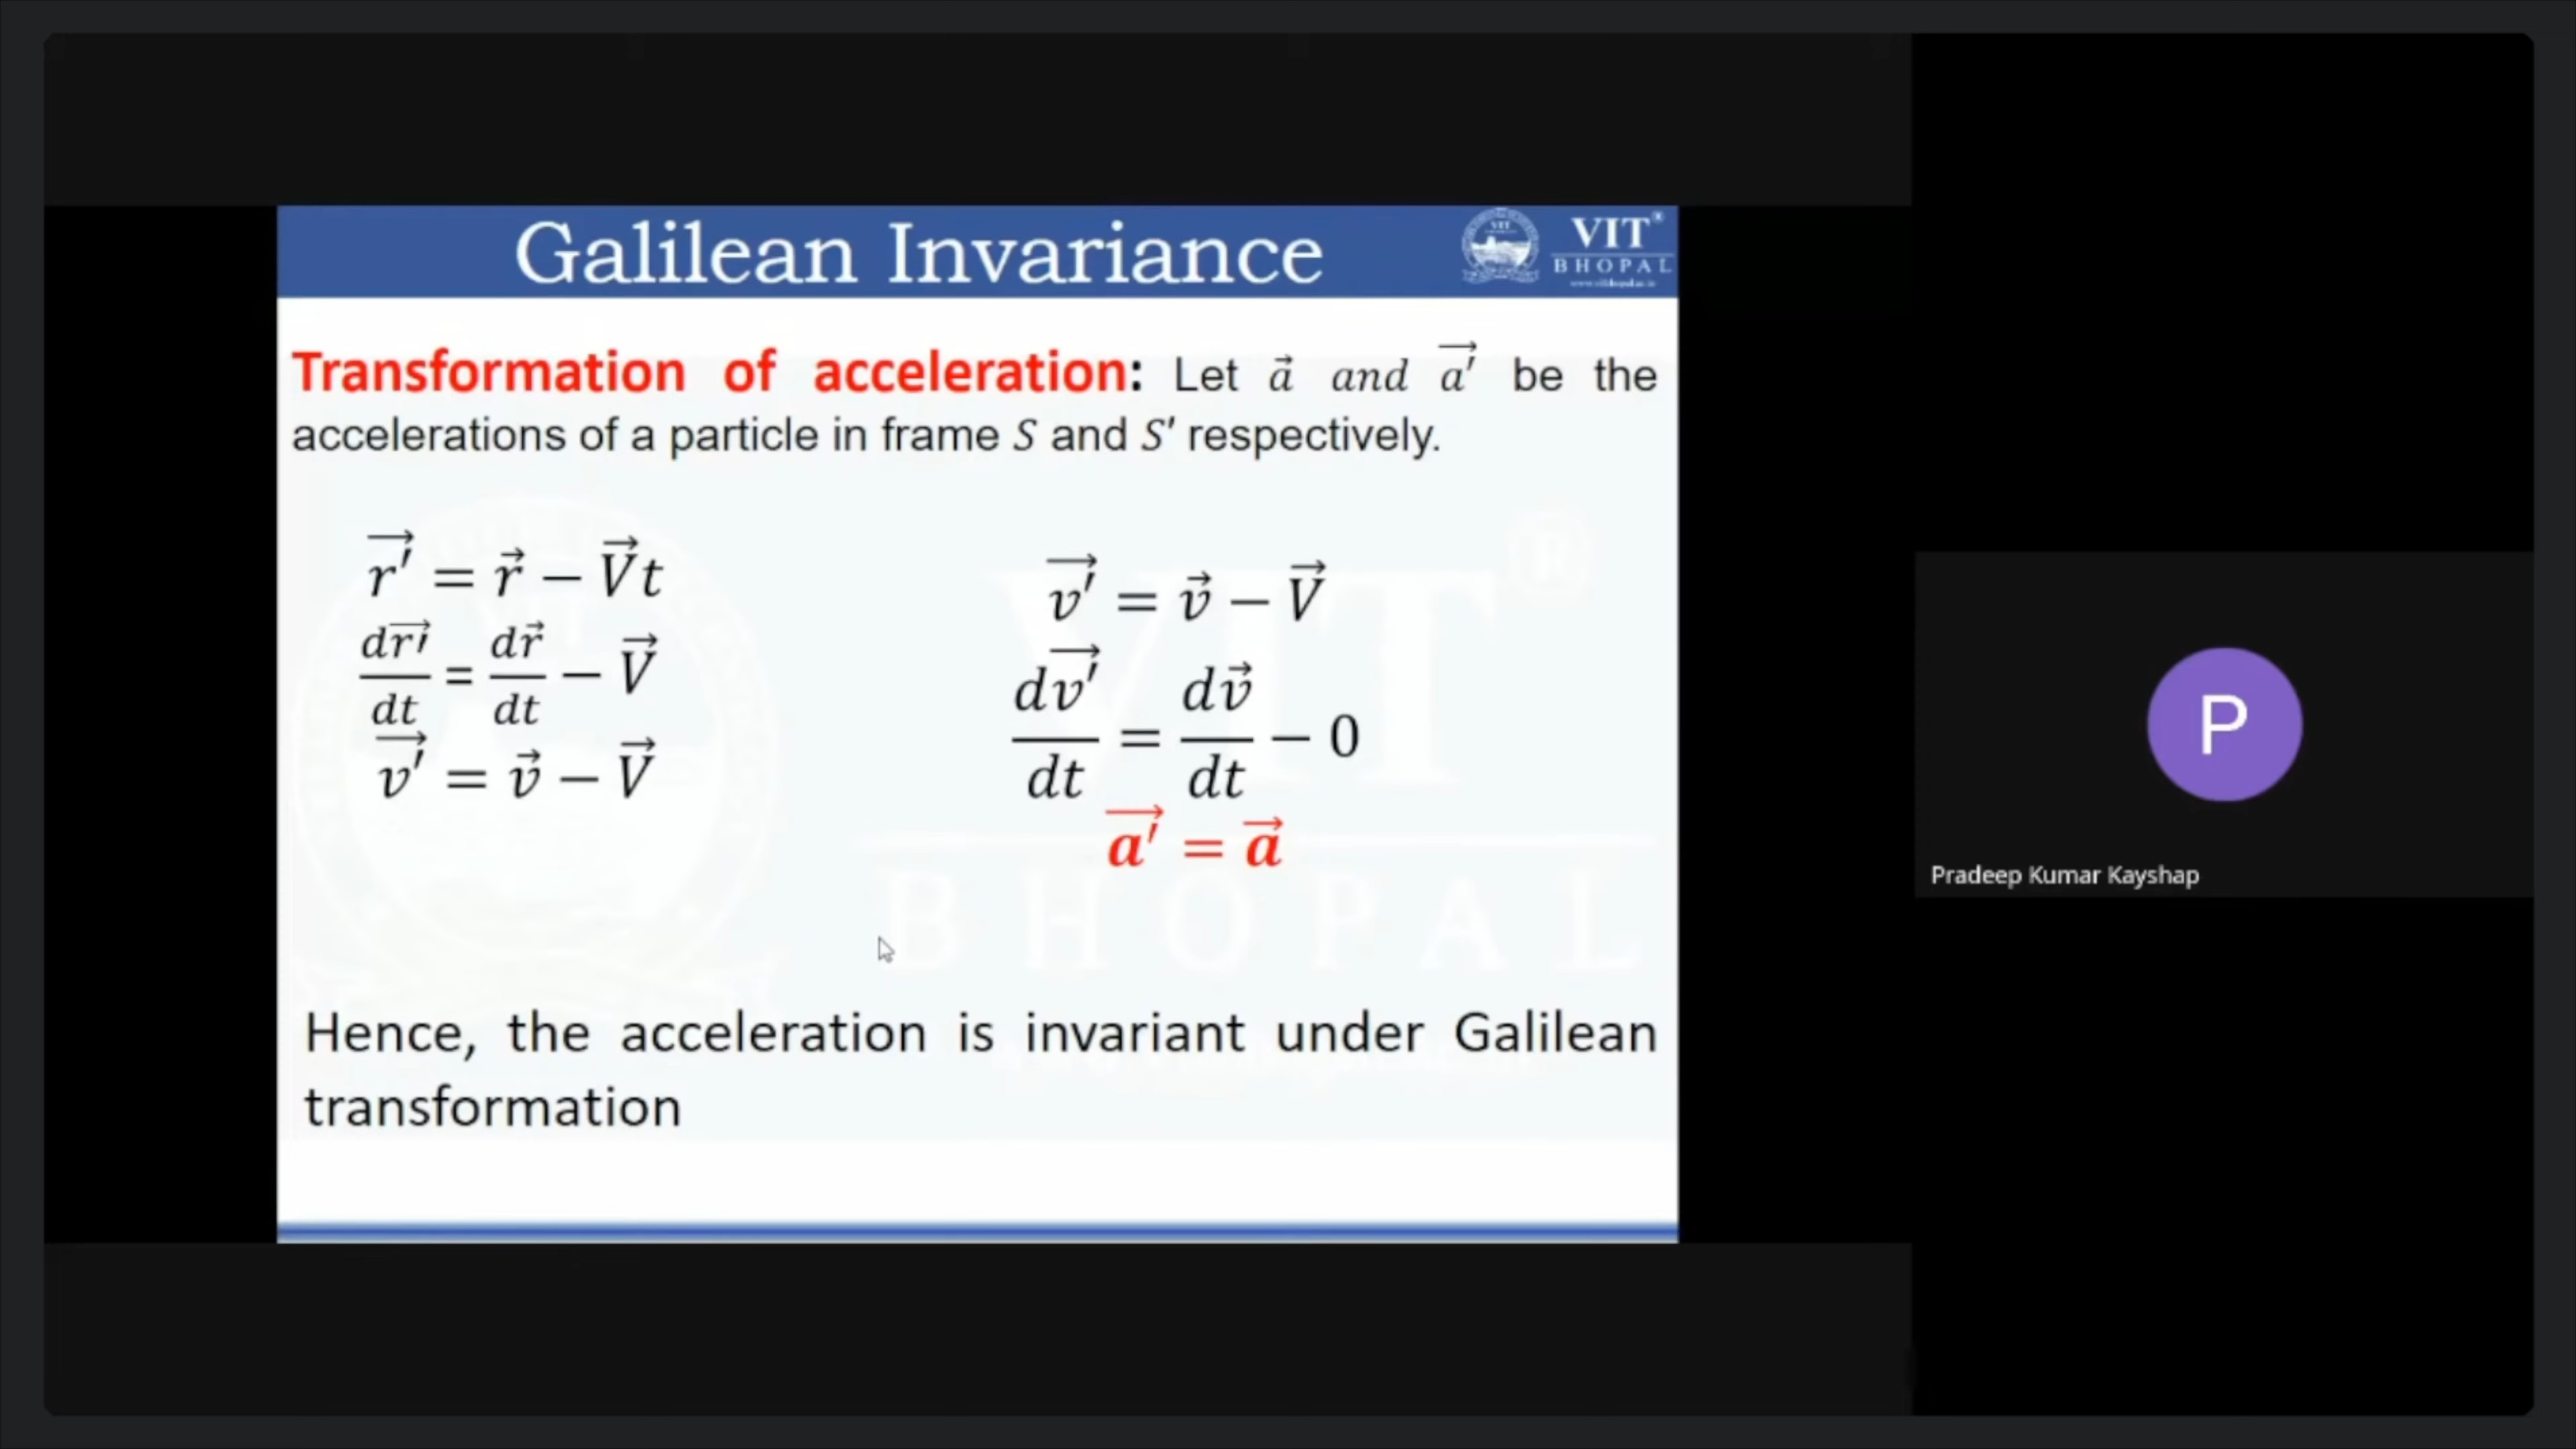 Galilean Invariance
VIT®
BHOPAL
Transformation of acceleration: Let a⃗ and a⃗′ be the
accelerations of a particle in frame S and S′ respectively.
r⃗′ = r⃗ − V⃗t
dr⃗′/dt = dr⃗/dt − V⃗
v⃗′ = v⃗ − V⃗
v⃗′ = v⃗ − V⃗
dv⃗′/dt = dv⃗/dt − 0
a⃗′ = a⃗
Hence, the acceleration is invariant under Galilean
transformation
VIT
®
BHOPAL
P
Pradeep Kumar Kayshap